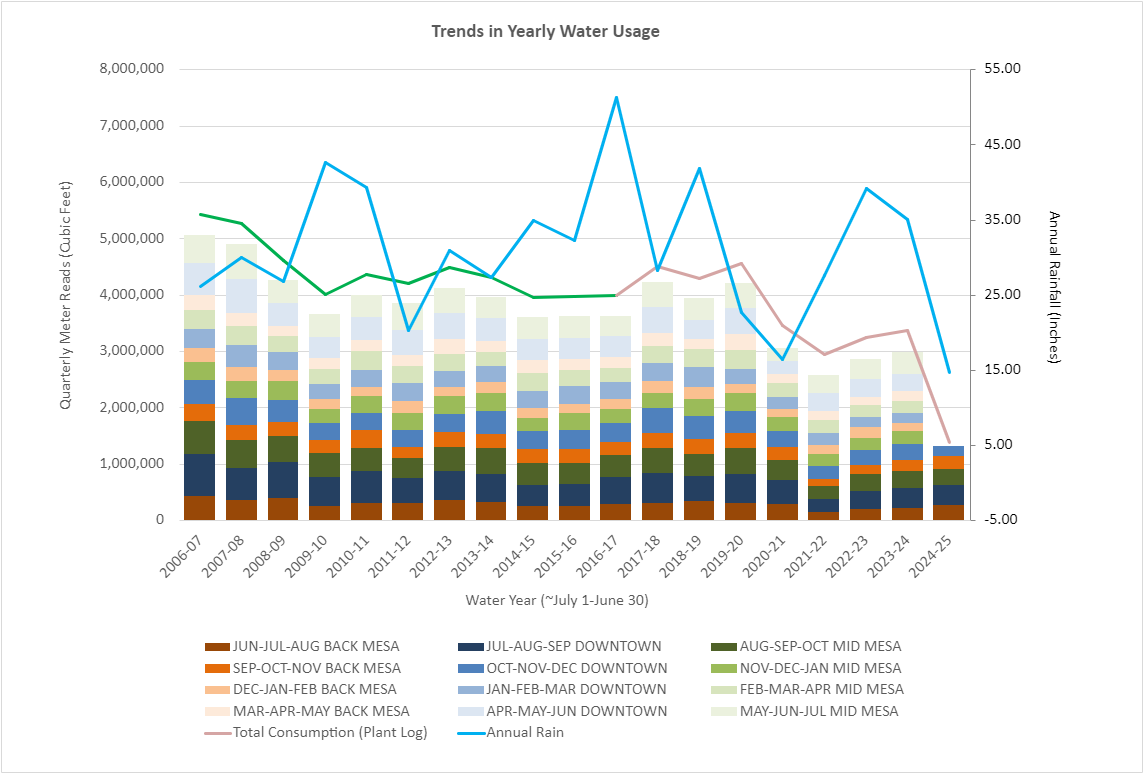 Trends in Yearly Water Usage
8,000,000
7,000,000
6,000,000
5,000,000
4,000,000
3,000,000
2,000,000
1,000,000
0
Quarterly Meter Reads (Cubic Feet)
55.00
45.00
35.00
25.00
15.00
5.00
-5.00
Annual Rainfall (Inches)
2006-07
2007-08
2008-09
2009-10
2010-11
2011-12
2012-13
2013-14
2014-15
2015-16
2016-17
2017-18
2018-19
2019-20
2020-21
2021-22
2022-23
2023-24
2024-25
Water Year (~July 1-June 30)
JUN-JUL-AUG BACK MESA
JUL-AUG-SEP DOWNTOWN
AUG-SEP-OCT MID MESA
SEP-OCT-NOV BACK MESA
OCT-NOV-DEC DOWNTOWN
NOV-DEC-JAN MID MESA
DEC-JAN-FEB BACK MESA
JAN-FEB-MAR DOWNTOWN
FEB-MAR-APR MID MESA
MAR-APR-MAY BACK MESA
APR-MAY-JUN DOWNTOWN
MAY-JUN-JUL MID MESA
Total Consumption (Plant Log)
Annual Rain